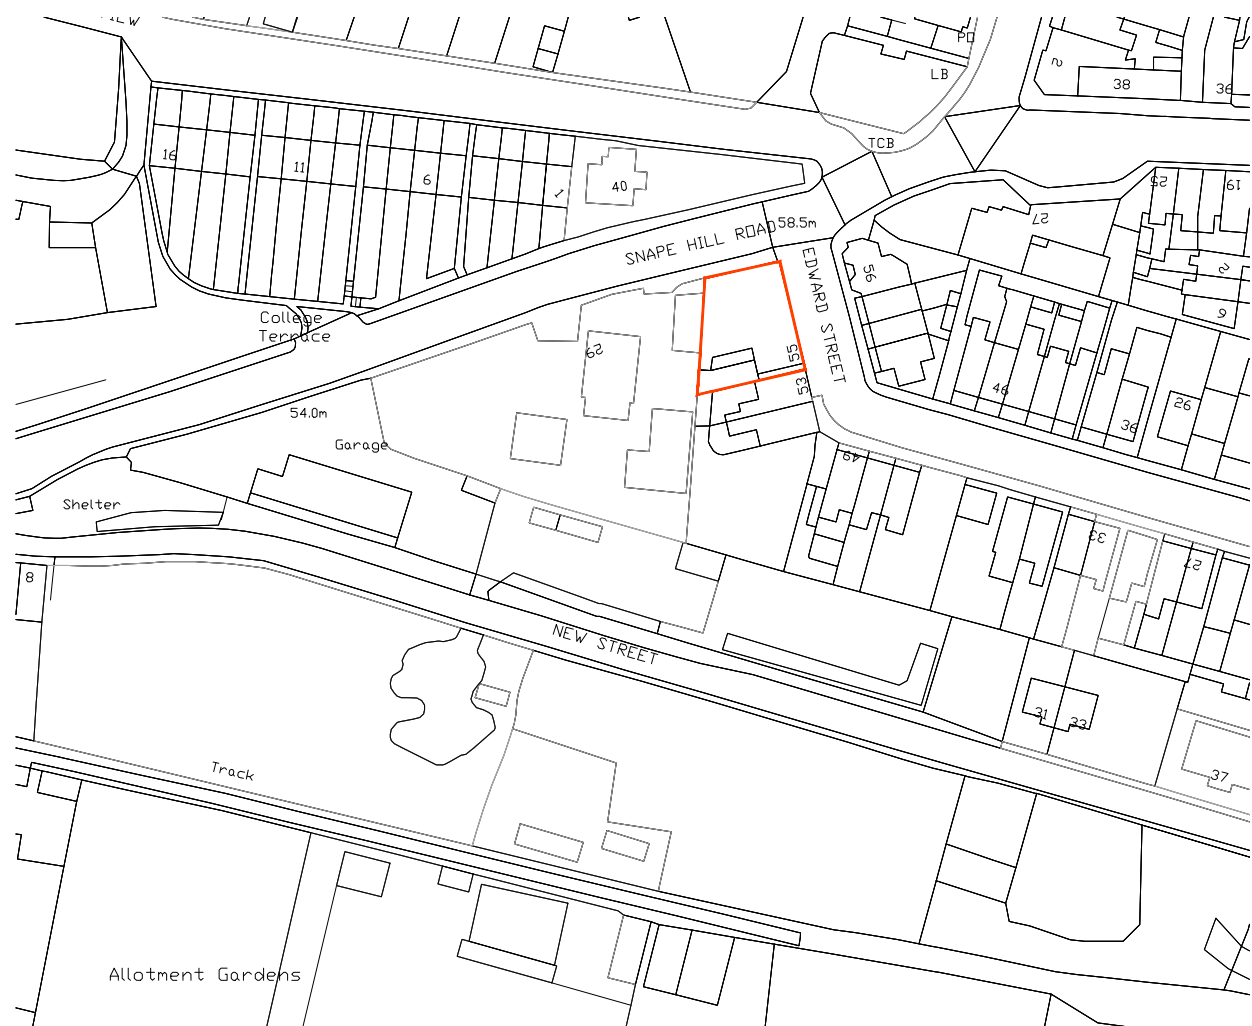 VIEW
PO
LB
2
38
36
TCB
16
11
6
1
40
25
19
27
58.5m
SNAPE HILL ROAD
EDWARD STREET
56
2
6
College
Terrace
29
55
53
46
36
26
54.0m
Garage
49
Shelter
33
27
8
NEW STREET
31
33
37
Track
Allotment Gardens